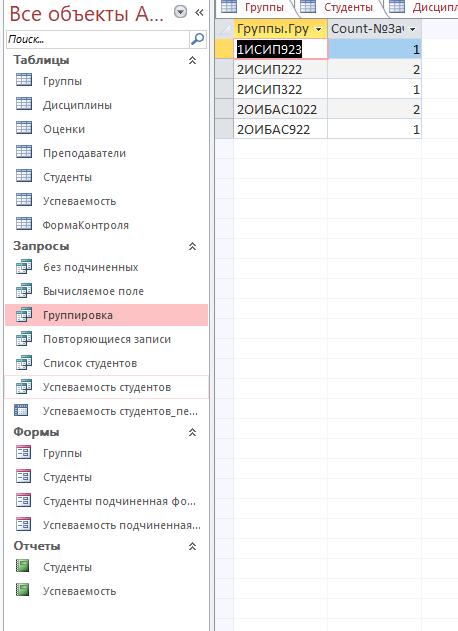 Все объекты A...
Поиск...
Таблицы
Группы
Дисциплины
Оценки
Преподаватели
Студенты
Успеваемость
ФормаКонтроля
Запросы
без подчиненных
Вычисляемое поле
Группировка
Повторяющиеся записи
Список студентов
Успеваемость студентов
Успеваемость студентов_пе...
Формы
Группы
Студенты
Студенты подчиненная фо...
Успеваемость подчиненная...
Отчеты
Студенты
Успеваемость
Группы Студенты Дисципл
Группы.Гру Count-№Зач
1ИСИП923 1
2ИСИП222 2
2ИСИП322 1
2ОИБАС1022 2
2ОИБАС922 1